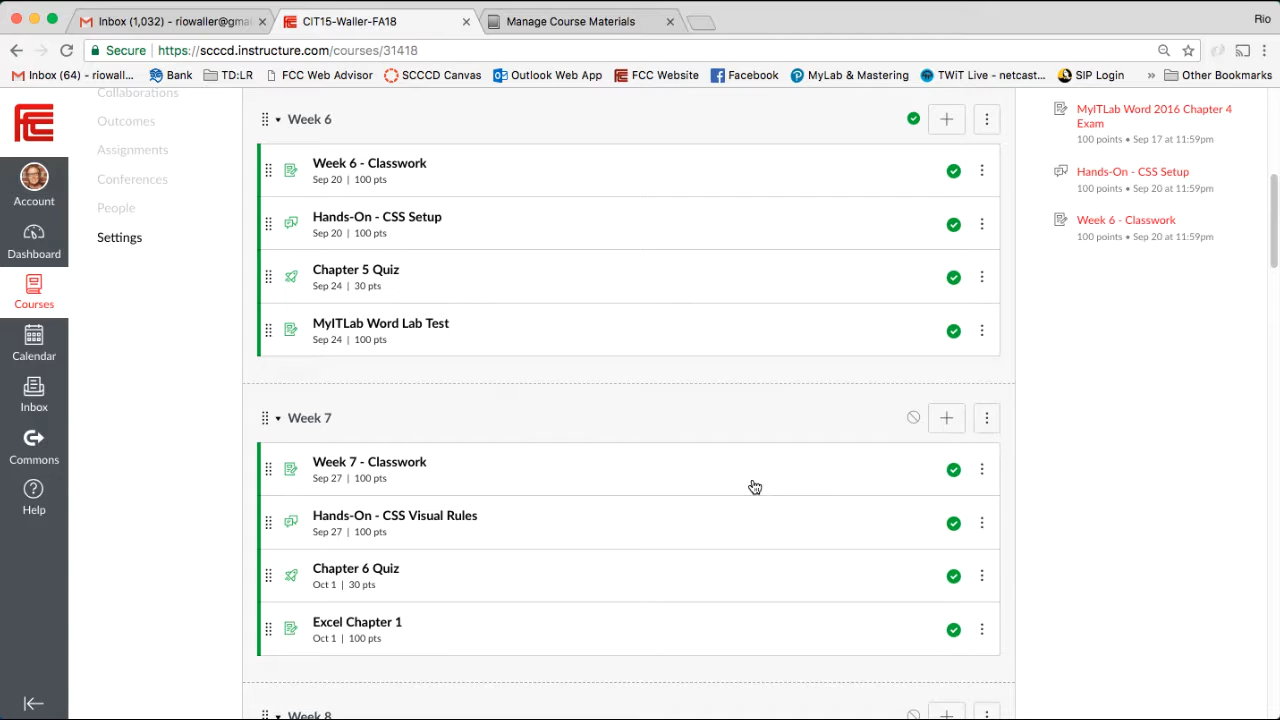 Inbox (1,032) - riowaller@gma
CIT15-Waller-FA18
Manage Course Materials
Rio
Secure
https://scccd.instructure.com/courses/31418
Inbox (64) - riowall...
Bank
TD:LR
FCC Web Advisor
SCCCD Canvas
Outlook Web App
FCC Website
Facebook
MyLab & Mastering
TWiT Live - netcast...
SIP Login
»
Other Bookmarks
Account
Dashboard
Courses
Calendar
Inbox
Commons
Help
Collaborations
Outcomes
Assignments
Conferences
People
Settings
Week 6
Week 6 - Classwork
Sep 20 | 100 pts
Hands-On - CSS Setup
Sep 20 | 100 pts
Chapter 5 Quiz
Sep 24 | 30 pts
MyITLab Word Lab Test
Sep 24 | 100 pts
Week 7
Week 7 - Classwork
Sep 27 | 100 pts
Hands-On - CSS Visual Rules
Sep 27 | 100 pts
Chapter 6 Quiz
Oct 1 | 30 pts
Excel Chapter 1
Oct 1 | 100 pts
Week 8
MyITLab Word 2016 Chapter 4
Exam
100 points • Sep 17 at 11:59pm
Hands-On - CSS Setup
100 points • Sep 20 at 11:59pm
Week 6 - Classwork
100 points • Sep 20 at 11:59pm